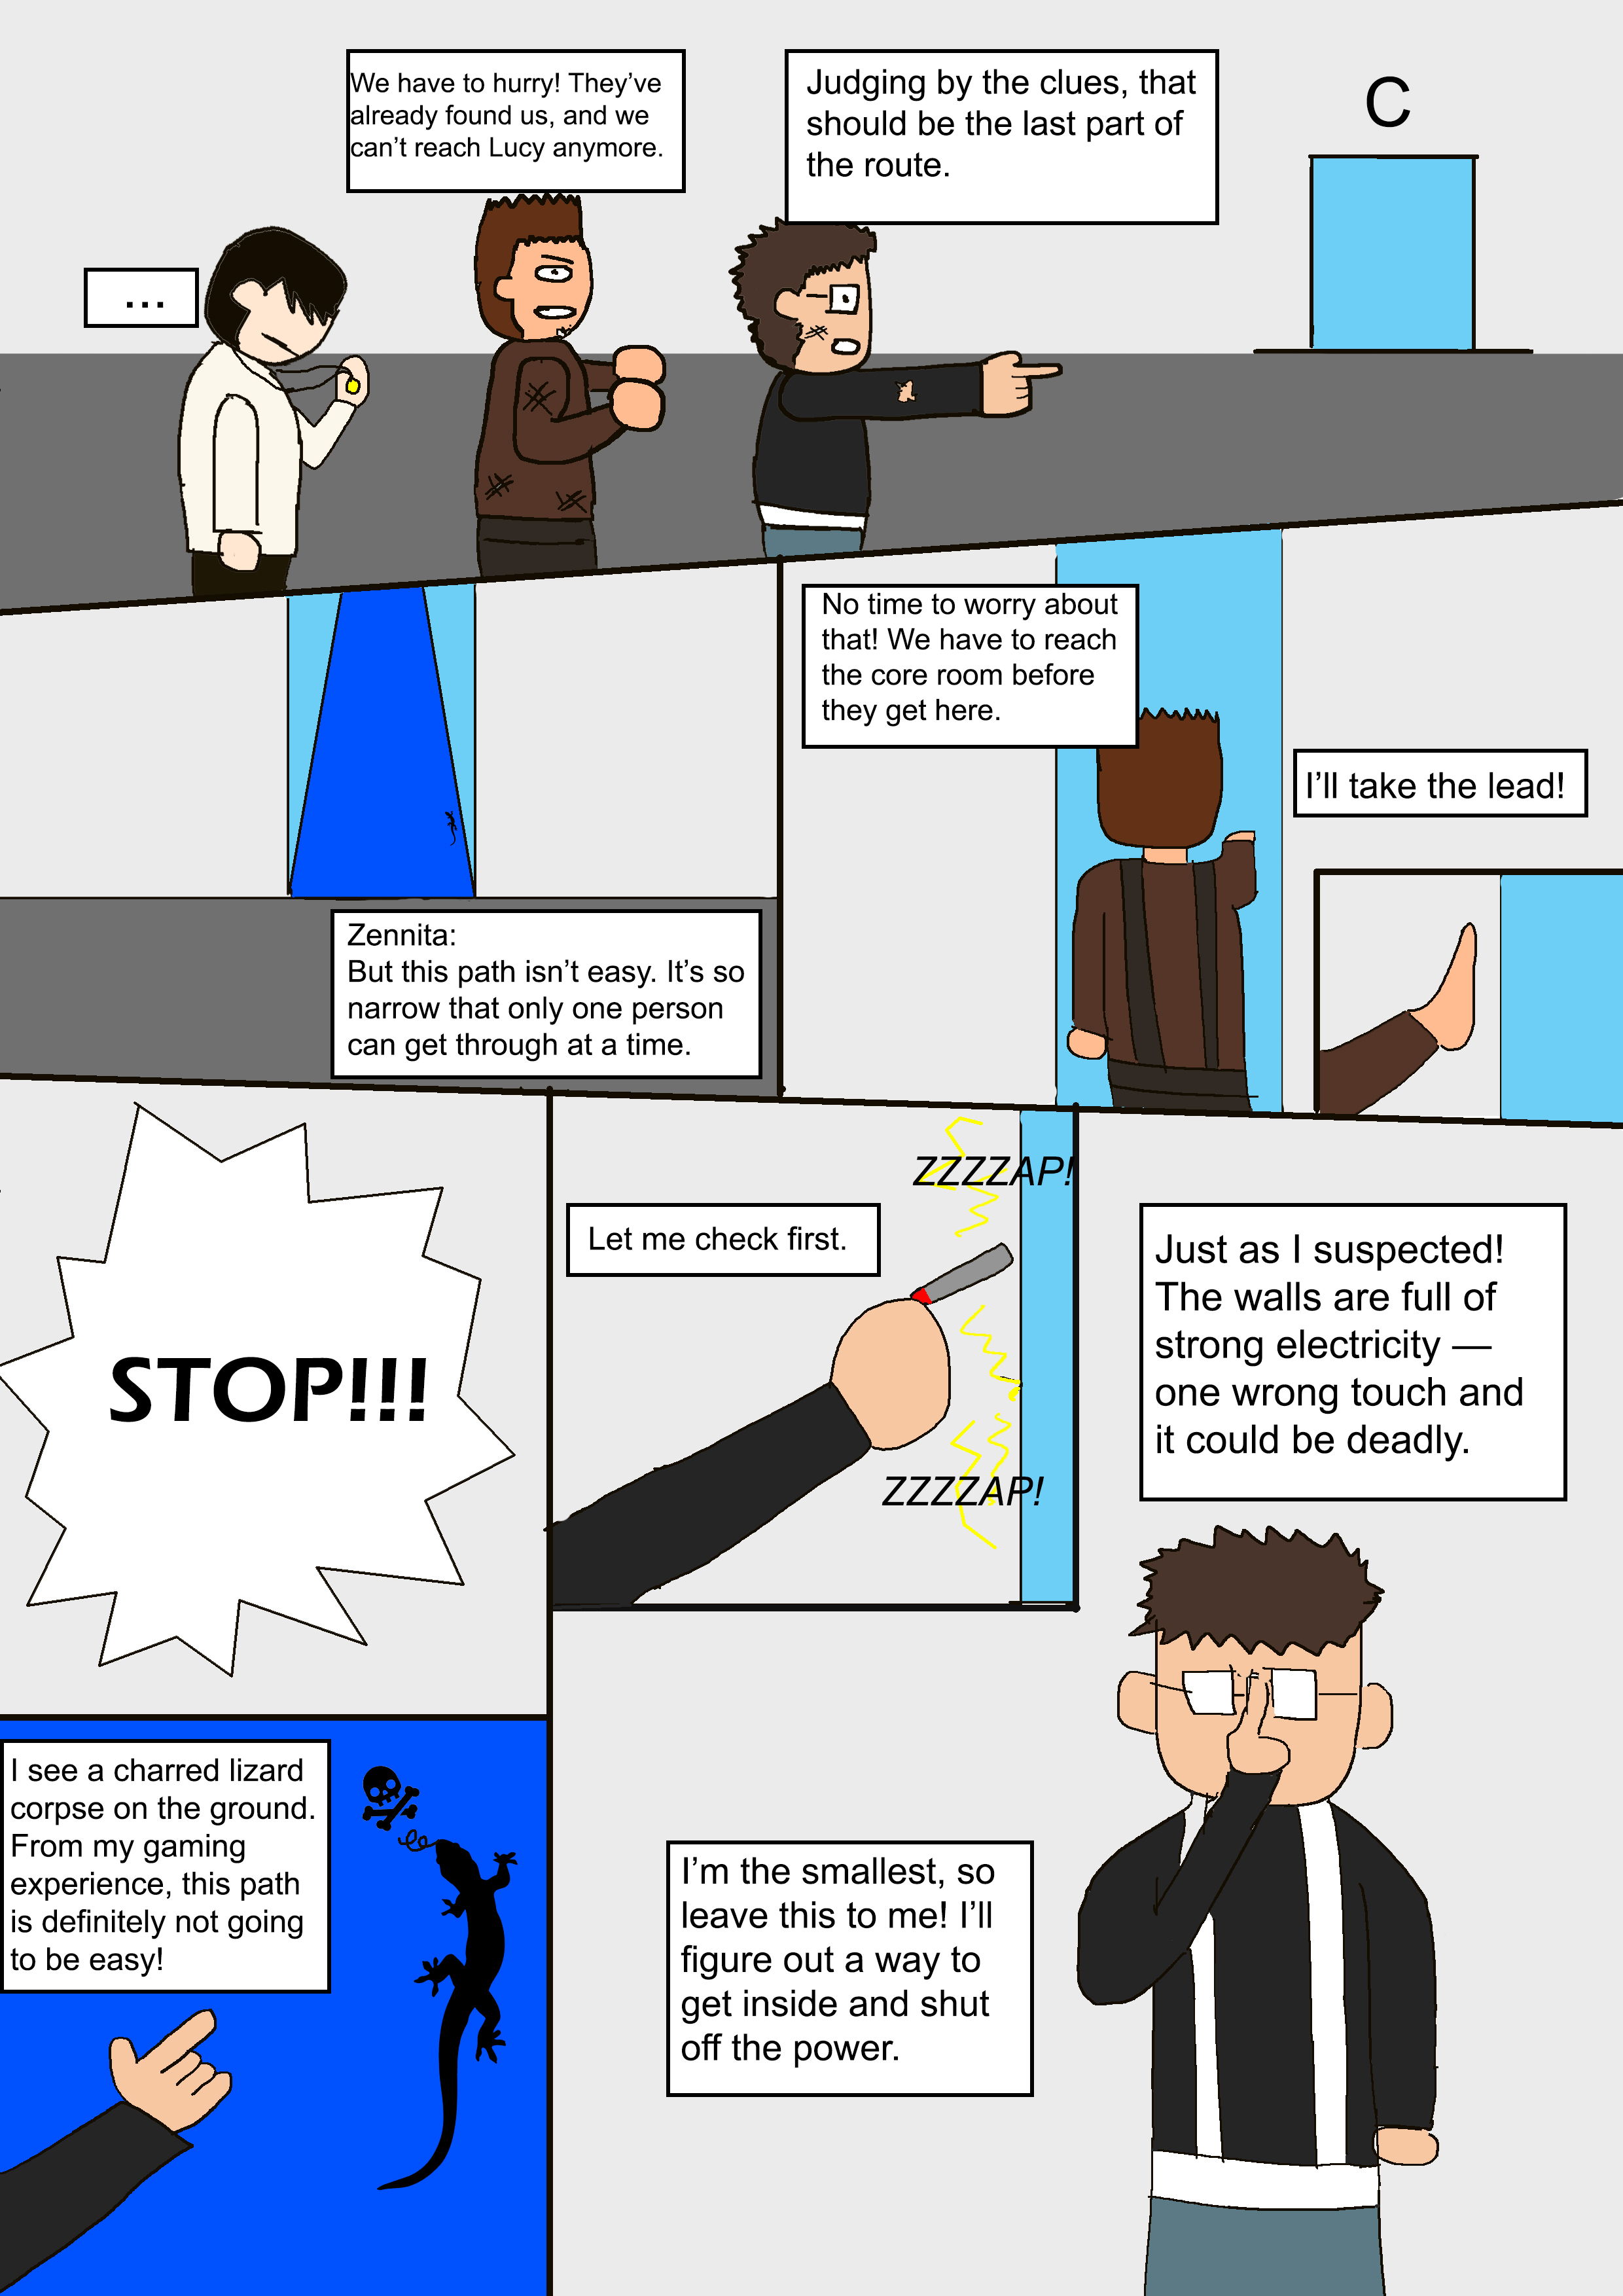 We have to hurry! They’ve
already found us, and we
can’t reach Lucy anymore.
Judging by the clues, that
should be the last part of
the route.
C
...
No time to worry about
that! We have to reach
the core room before
they get here.
I’ll take the lead!
Zennita:
But this path isn’t easy. It’s so
narrow that only one person
can get through at a time.
STOP!!!
ZZZZAP!
Let me check first.
ZZZZAP!
Just as I suspected!
The walls are full of
strong electricity —
one wrong touch and
it could be deadly.
I see a charred lizard
corpse on the ground.
From my gaming
experience, this path
is definitely not going
to be easy!
I’m the smallest, so
leave this to me! I’ll
figure out a way to
get inside and shut
off the power.